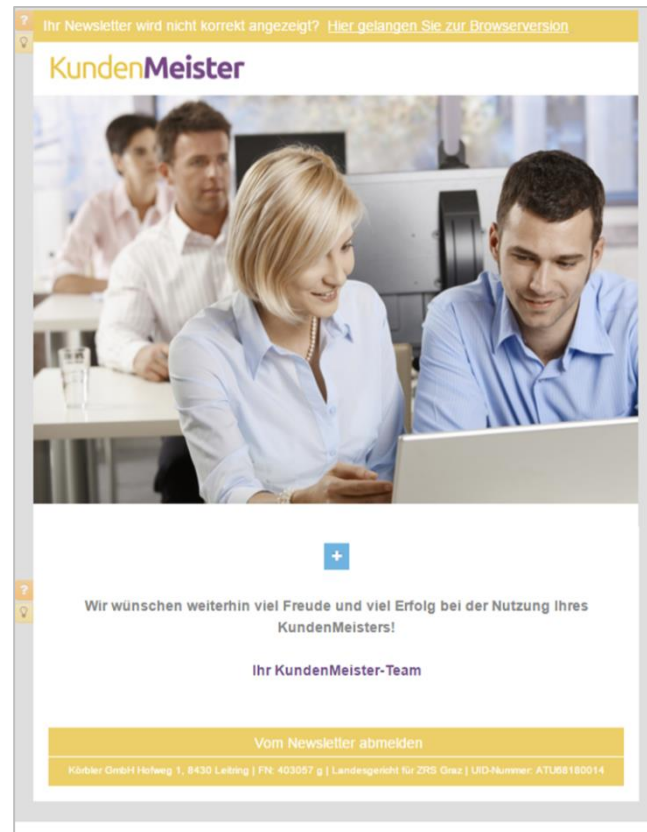 Ihr Newsletter wird nicht korrekt angezeigt? Hier gelangen Sie zur Browserversion
KundenMeister
Wir wünschen weiterhin viel Freude und viel Erfolg bei der Nutzung Ihres
KundenMeisters!
Ihr KundenMeister-Team
Vom Newsletter abmelden
Körbler GmbH Hofweg 1, 8430 Leitring | FN: 403057 g | Landesgericht für ZRS Graz | UID-Nummer: ATU68180014